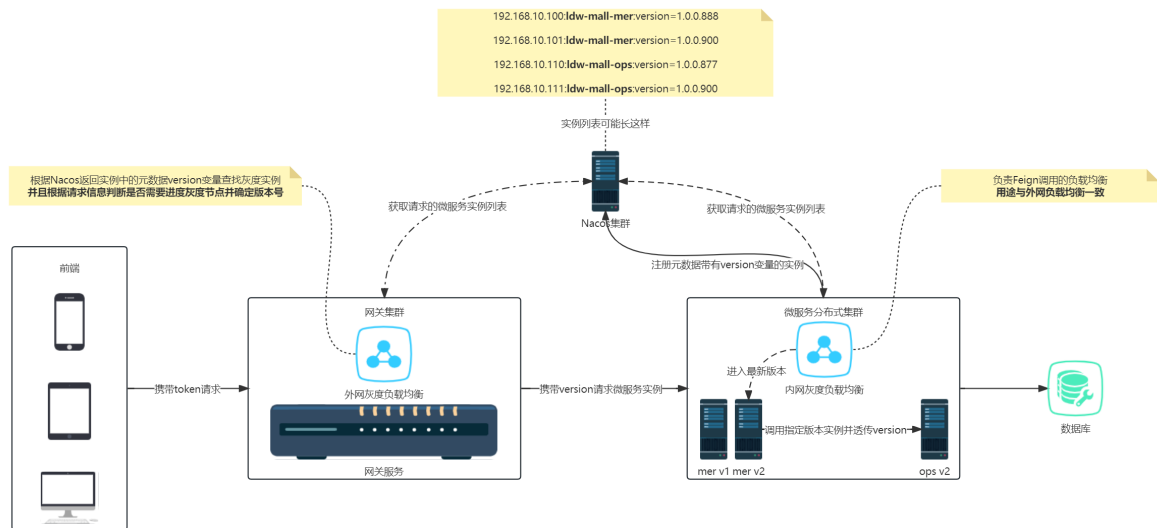 192.168.10.100:ldw-mall-mer:version=1.0.0.888
192.168.10.101:ldw-mall-mer:version=1.0.0.900
192.168.10.110:ldw-mall-ops:version=1.0.0.877
192.168.10.111:ldw-mall-ops:version=1.0.0.900
实例列表可能长这样
根据Nacos返回实例中的元数据version变量查找灰度实例
并且根据请求信息判断是否需要进度灰度节点并确定版本号
负责Feign调用的负载均衡
用途与外网负载均衡一致
获取请求的微服务实例列表
获取请求的微服务实例列表
Nacos集群
注册元数据带有version变量的实例
前端
网关集群
微服务分布式集群
进入最新版本
携带token请求
外网灰度负载均衡
携带version请求微服务实例
内网灰度负载均衡
调用指定版本实例并透传version
数据库
网关服务
mer v1
mer v2
ops v2